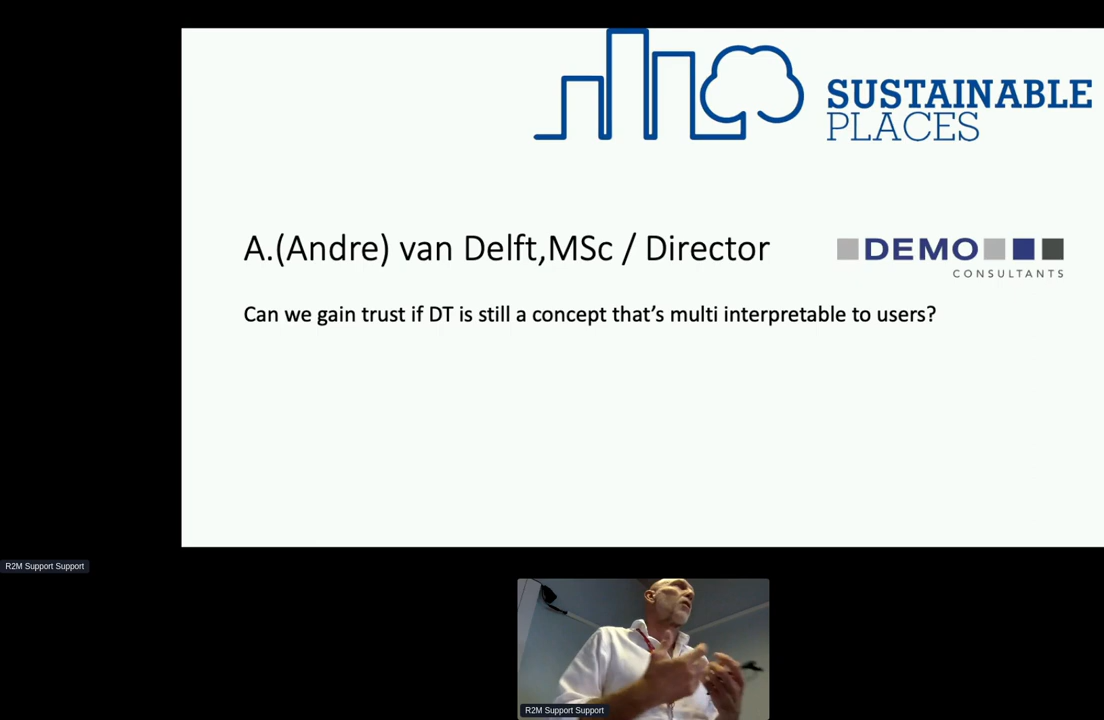 SUSTAINABLE
PLACES
A.(Andre) van Delft,MSc / Director
DEMO
CONSULTANTS
Can we gain trust if DT is still a concept that's multi interpretable to users?
R2M Support Support
R2M Support Support